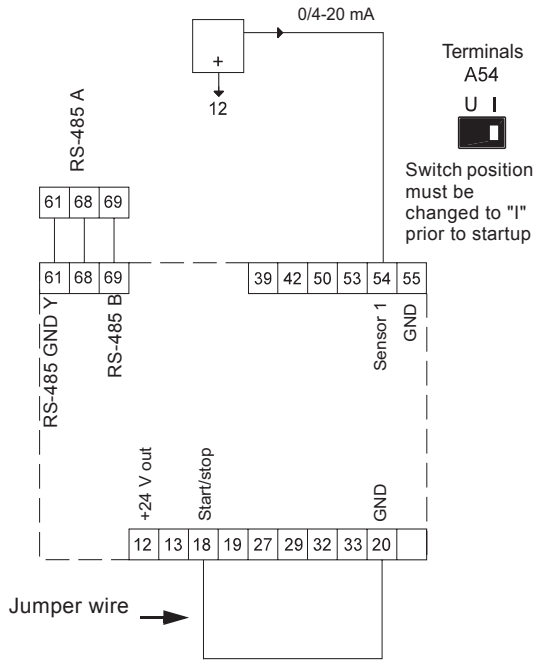 0/4-20 mA
+
12
Terminals
A54
U I
Switch position
must be
changed to "I"
prior to startup
RS-485 A
61 68 69
61 68 69
39 42 50 53 54 55
RS-485 GND Y
RS-485 B
Sensor 1
GND
+24 V out
Start/stop
GND
12 13 18 19 27 29 32 33 20
Jumper wire